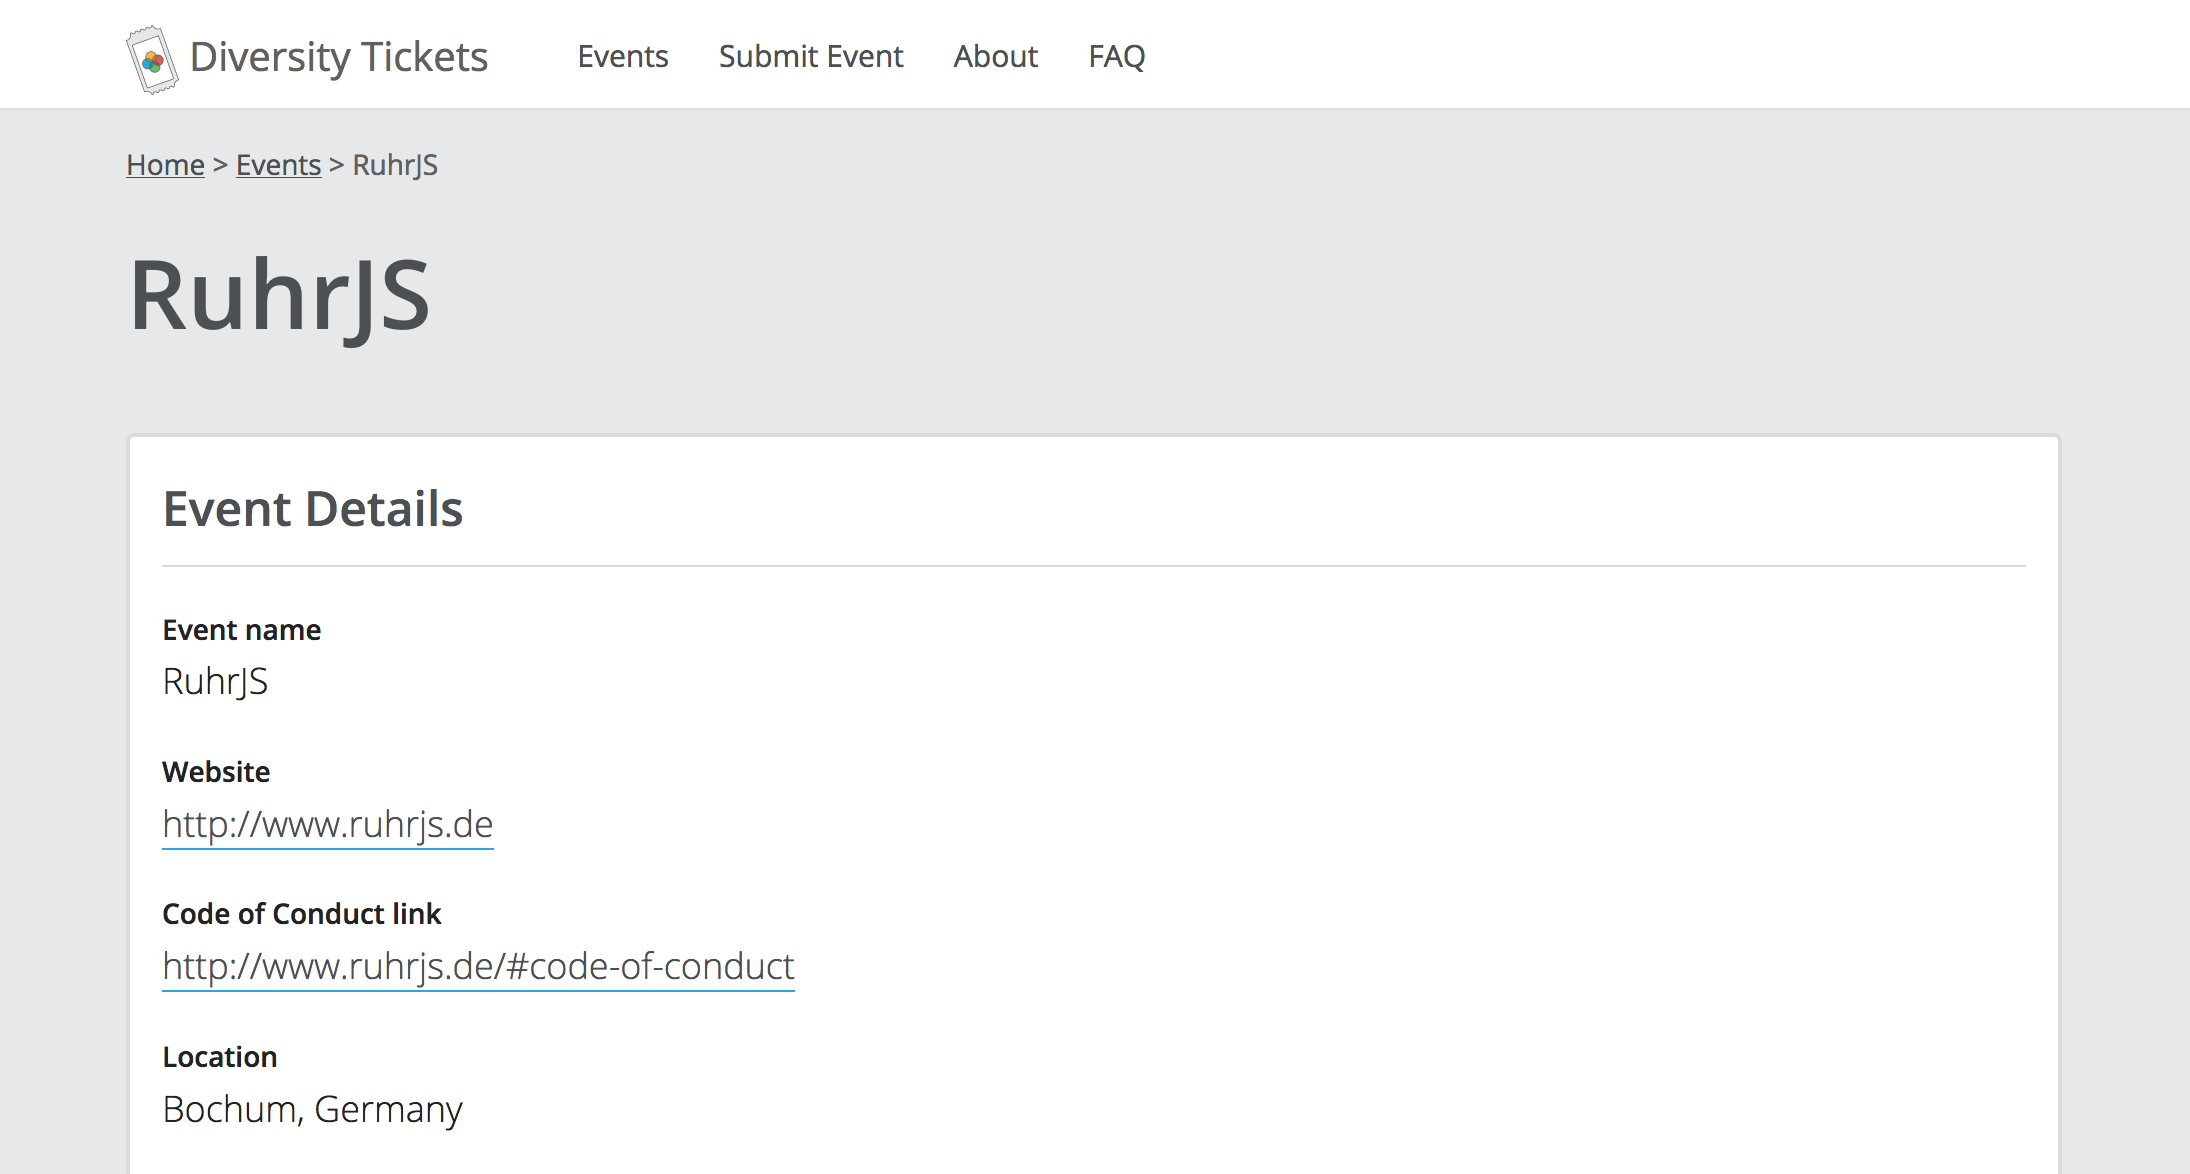 Diversity Tickets Events Submit Event About FAQ
Home > Events > RuhrJS
RuhrJS
Event Details
Event name
RuhrJS
Website
http://www.ruhrjs.de
Code of Conduct link
http://www.ruhrjs.de/#code-of-conduct
Location
Bochum, Germany